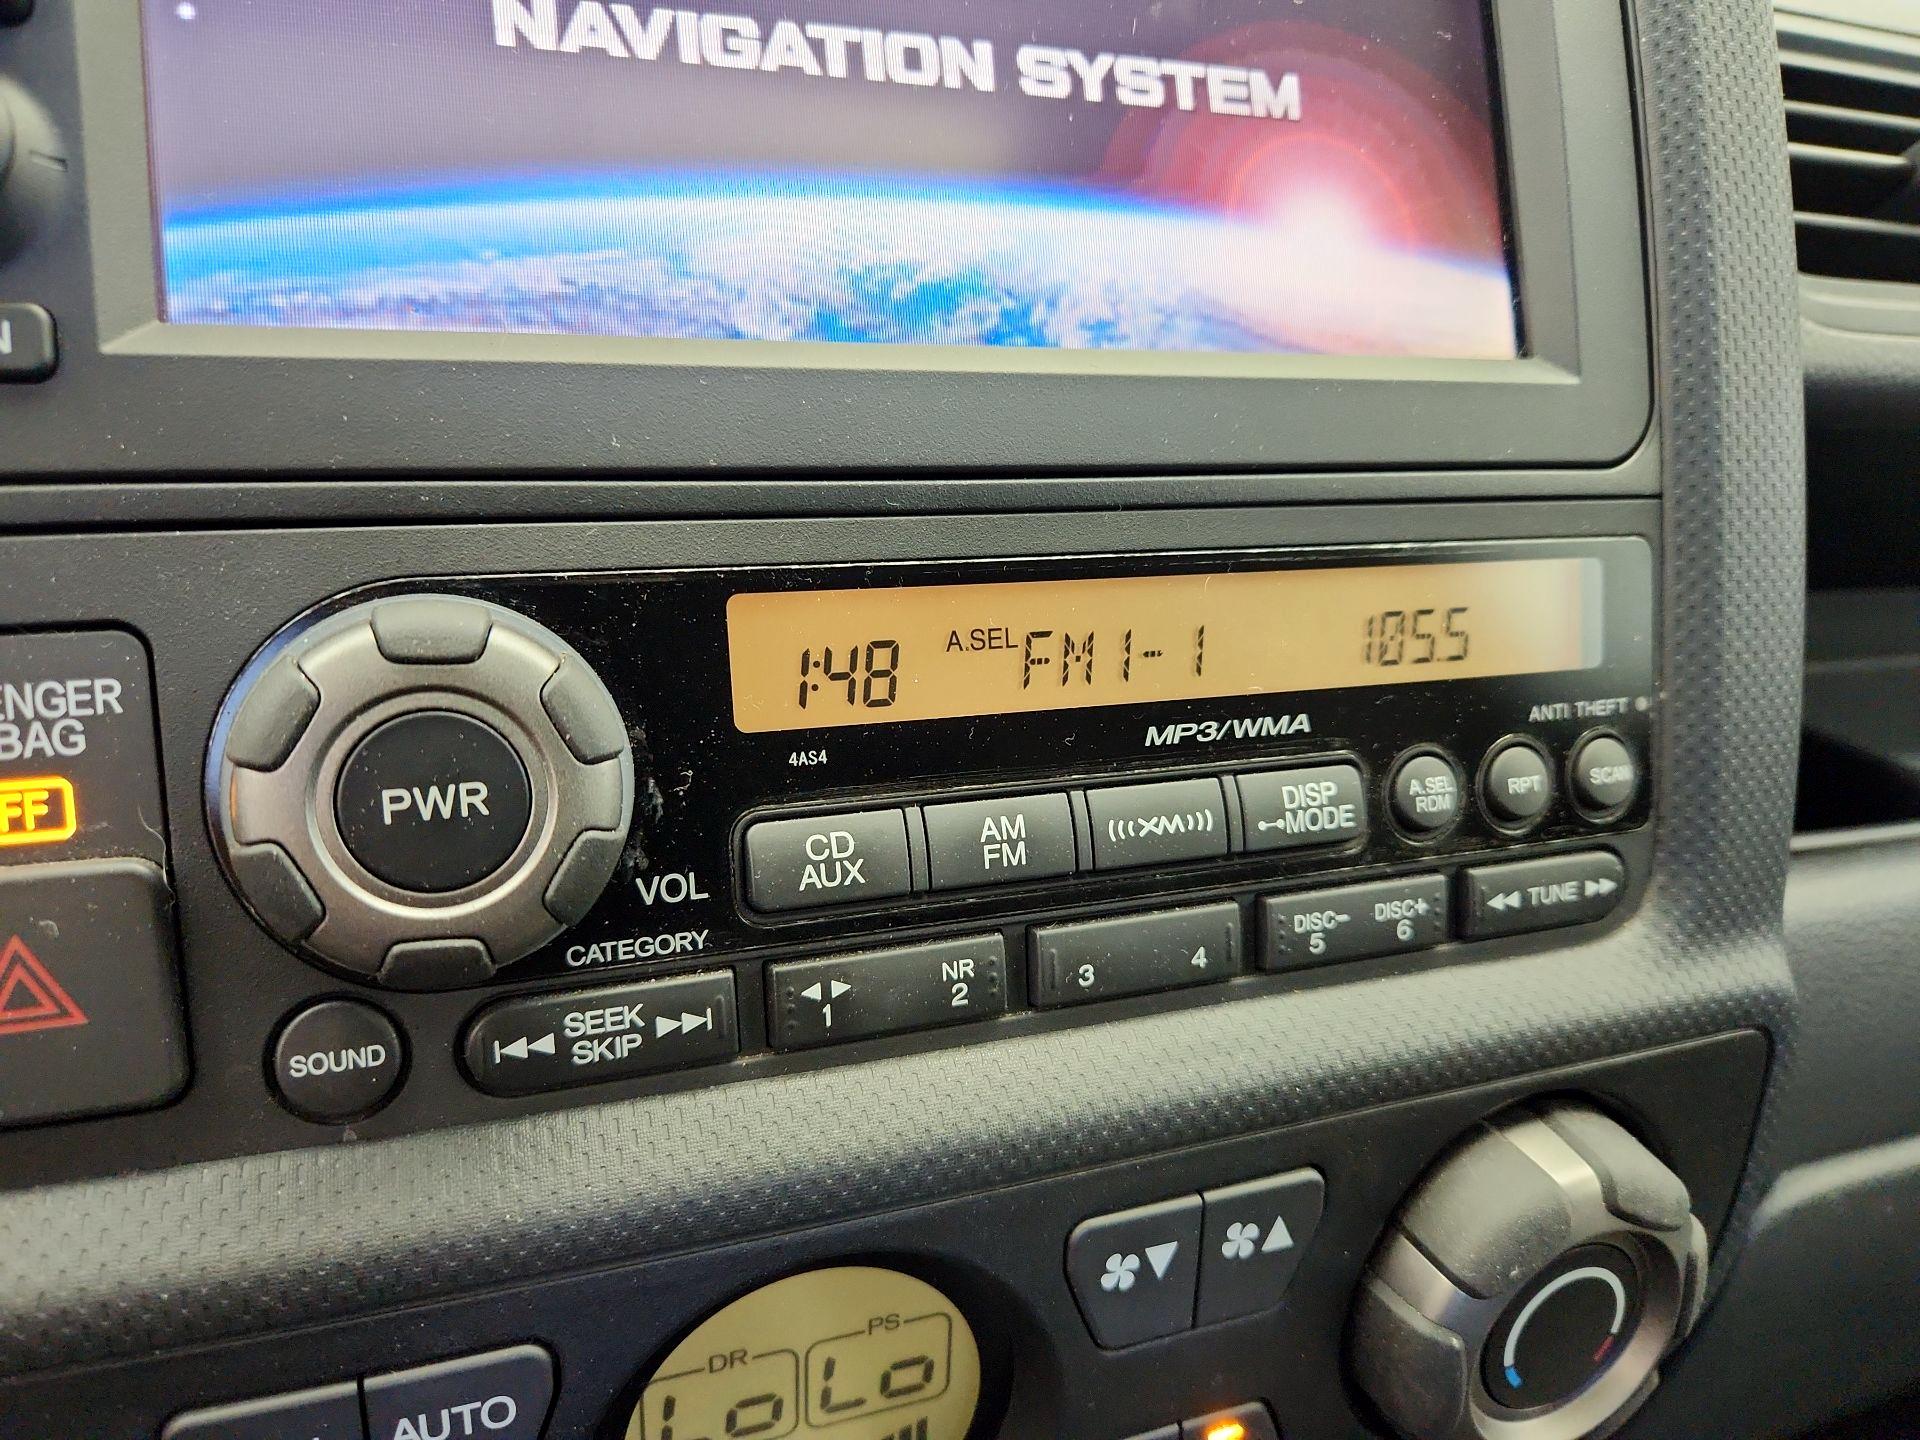 NAVIGATION SYSTEM
1:48 A.SEL FM1-1 105.5
4AS4
MP3/WMA
ANTI THEFT
ENGER
BAG
FF
PWR
VOL
CATEGORY
CD
AUX
AM
FM
(((XM)))
DISP
MODE
A.SEL
RDM
RPT
SCAN
SOUND
SEEK
SKIP
1
NR
2
3
4
DISC-
5
DISC+
6
TUNE
N
AUTO
DR
Lo
PS
Lo